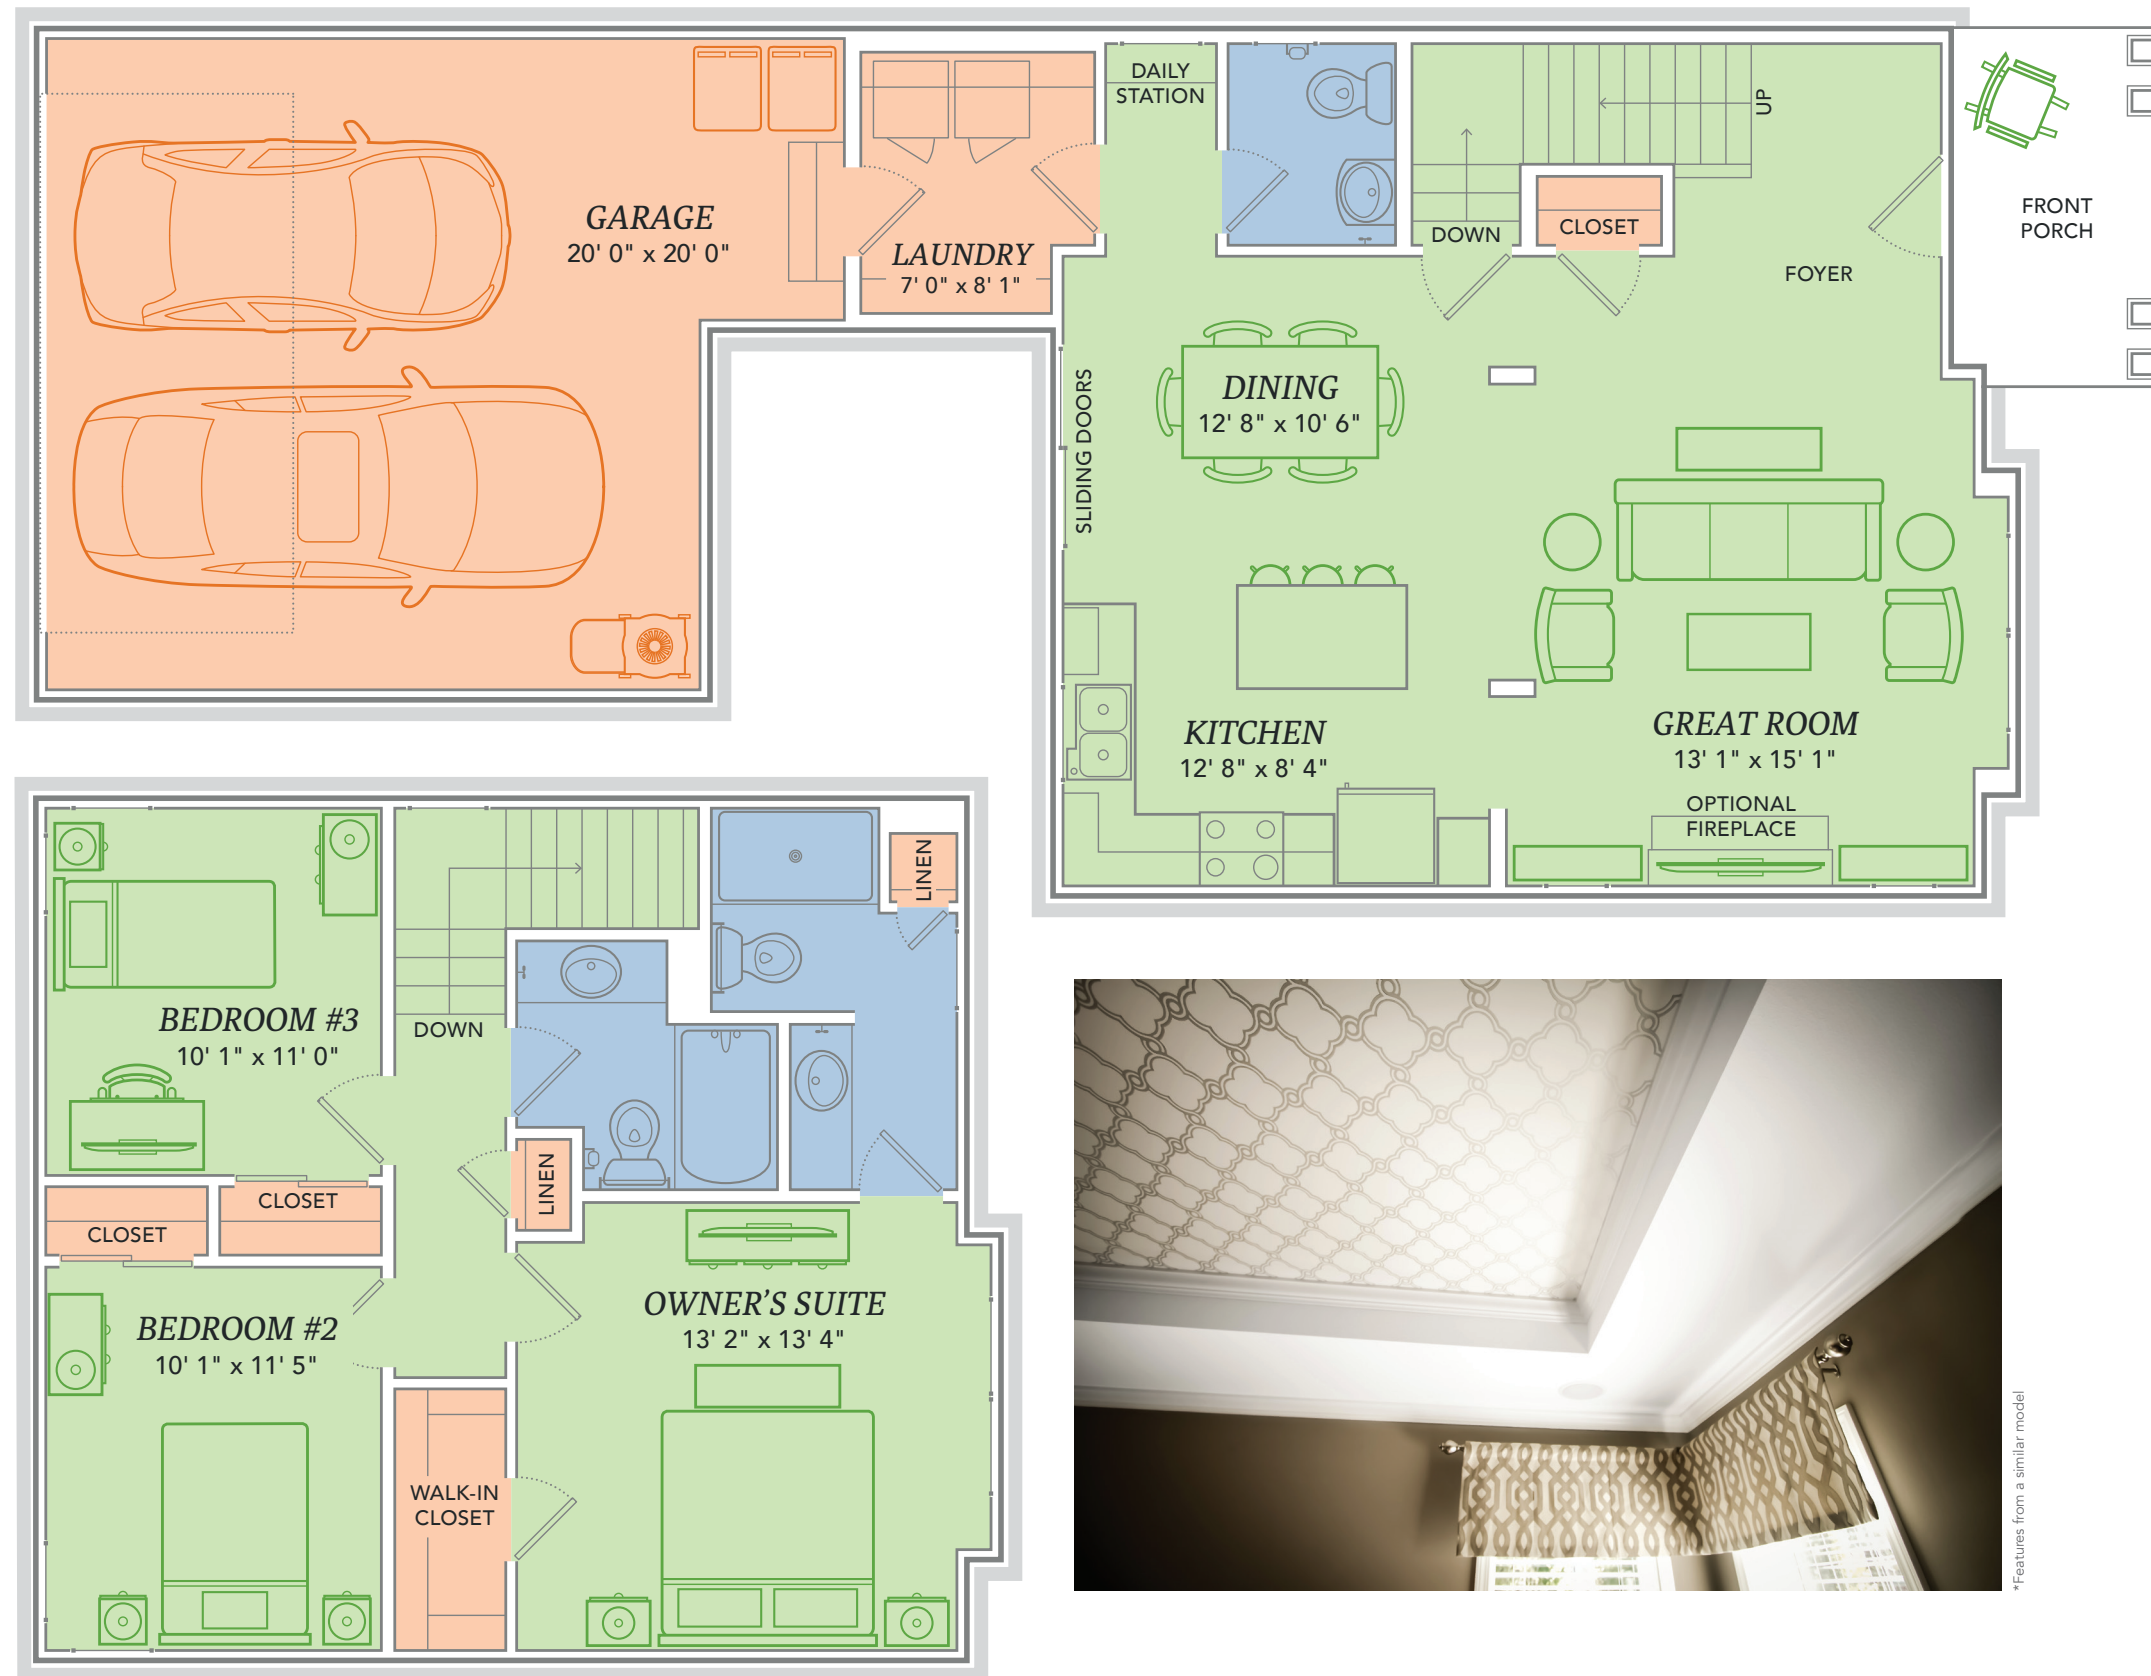 GARAGE
20' 0" x 20' 0"
LAUNDRY
7' 0" x 8' 1"
DAILY
STATION
DOWN
UP
CLOSET
FOYER
FRONT
PORCH
SLIDING DOORS
DINING
12' 8" x 10' 6"
KITCHEN
12' 8" x 8' 4"
GREAT ROOM
13' 1" x 15' 1"
OPTIONAL
FIREPLACE
BEDROOM #3
10' 1" x 11' 0"
DOWN
LINEN
LINEN
CLOSET
CLOSET
BEDROOM #2
10' 1" x 11' 5"
OWNER’S SUITE
13' 2" x 13' 4"
WALK-IN
CLOSET
*Features from a similar model